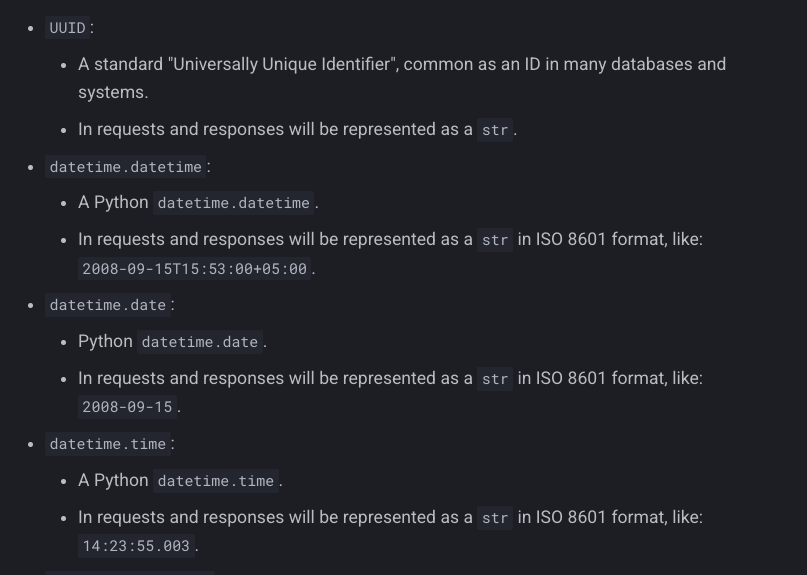 UUID:
A standard "Universally Unique Identifier", common as an ID in many databases and
systems.
In requests and responses will be represented as a str.
datetime.datetime:
A Python datetime.datetime.
In requests and responses will be represented as a str in ISO 8601 format, like:
2008-09-15T15:53:00+05:00.
datetime.date:
Python datetime.date.
In requests and responses will be represented as a str in ISO 8601 format, like:
2008-09-15.
datetime.time:
A Python datetime.time.
In requests and responses will be represented as a str in ISO 8601 format, like:
14:23:55.003.